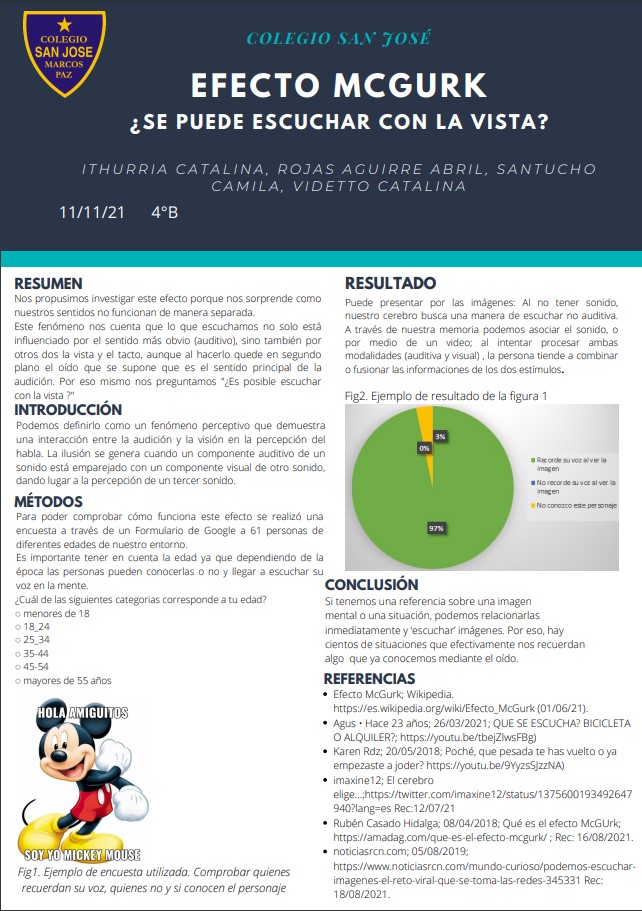 COLEGIO
SAN JOSE
MARCOS
PAZ
COLEGIO SAN JOSÉ
EFECTO MCGURK
¿SE PUEDE ESCUCHAR CON LA VISTA?
ITHURRIA CATALINA, ROJAS AGUIRRE ABRIL, SANTUCHO
CAMILA, VIDETTO CATALINA
11/11/21 4°B
RESUMEN
Nos propusimos investigar este efecto porque nos sorprende como
nuestros sentidos no funcionan de manera separada.
Este fenómeno nos cuenta que lo que escuchamos no solo está
influenciado por el sentido más obvio (auditivo), sino también por
otros dos la vista y el tacto, aunque al hacerlo quede en segundo
plano el oído que se supone que es el sentido principal de la
audición. Por eso mismo nos preguntamos "¿Es posible escuchar
con la vista ?"
INTRODUCCIÓN
Podemos definirlo como un fenómeno perceptivo que demuestra
una interacción entre la audición y la visión en la percepción del
habla. La ilusión se genera cuando un componente auditivo de un
sonido está emparejado con un componente visual de otro sonido,
dando lugar a la percepción de un tercer sonido.
MÉTODOS
Para poder comprobar cómo funciona este efecto se realizó una
encuesta a través de un Formulario de Google a 61 personas de
diferentes edades de nuestro entorno.
Es importante tener en cuenta la edad ya que dependiendo de la
época las personas pueden conocerlas o no y llegar a escuchar su
voz en la mente.
¿Cuál de las siguientes categorias corresponde a tu edad?
○ menores de 18
○ 18_24
○ 25_34
○ 35-44
○ 45-54
○ mayores de 55 años
HOLA AMIGUITOS
SOY YO MICKEY MOUSE
Fig1. Ejemplo de encuesta utilizada. Comprobar quienes
recuerdan su voz, quienes no y si conocen el personaje
RESULTADO
Puede presentar por las imágenes: Al no tener sonido,
nuestro cerebro busca una manera de escuchar no auditiva.
A través de nuestra memoria podemos asociar el sonido, o
por medio de un video; al intentar procesar ambas
modalidades (auditiva y visual) , la persona tiende a combinar
o fusionar las informaciones de los dos estímulos.
Fig2. Ejemplo de resultado de la figura 1
3%
0%
97%
Recorde su voz al ver la
imagen
No recorde su voz al ver la
imagen
No conozco este personaje
CONCLUSIÓN
Si tenemos una referencia sobre una imagen
mental o una situación, podemos relacionarlas
inmediatamente y ‘escuchar’ imágenes. Por eso, hay
cientos de situaciones que efectivamente nos recuerdan
algo que ya conocemos mediante el oído.
REFERENCIAS
• Efecto McGurk; Wikipedia.
https://es.wikipedia.org/wiki/Efecto_McGurk (01/06/21).
• Agus • Hace 23 años; 26/03/2021; QUE SE ESCUCHA? BICICLETA
O ALQUILER?; https://youtu.be/tbejZlwsFBg)
• Karen Rdz; 20/05/2018; Poché, que pesada te has vuelto o ya
empezaste a joder? https://youtu.be/9YyzsSJzzNA)
• imaxine12; El cerebro
elige...;https://twitter.com/imaxine12/status/1375600193492647
940?lang=es Rec:12/07/21
• Rubén Casado Hidalga; 08/04/2018; Qué es el efecto McGUrk;
https://amadag.com/que-es-el-efecto-mcgurk/ ; Rec: 16/08/2021.
• noticiasrcn.com; 05/08/2019;
https://www.noticiasrcn.com/mundo-curioso/podemos-escuchar-
imagenes-el-reto-viral-que-se-toma-las-redes-345331 Rec:
18/08/2021.